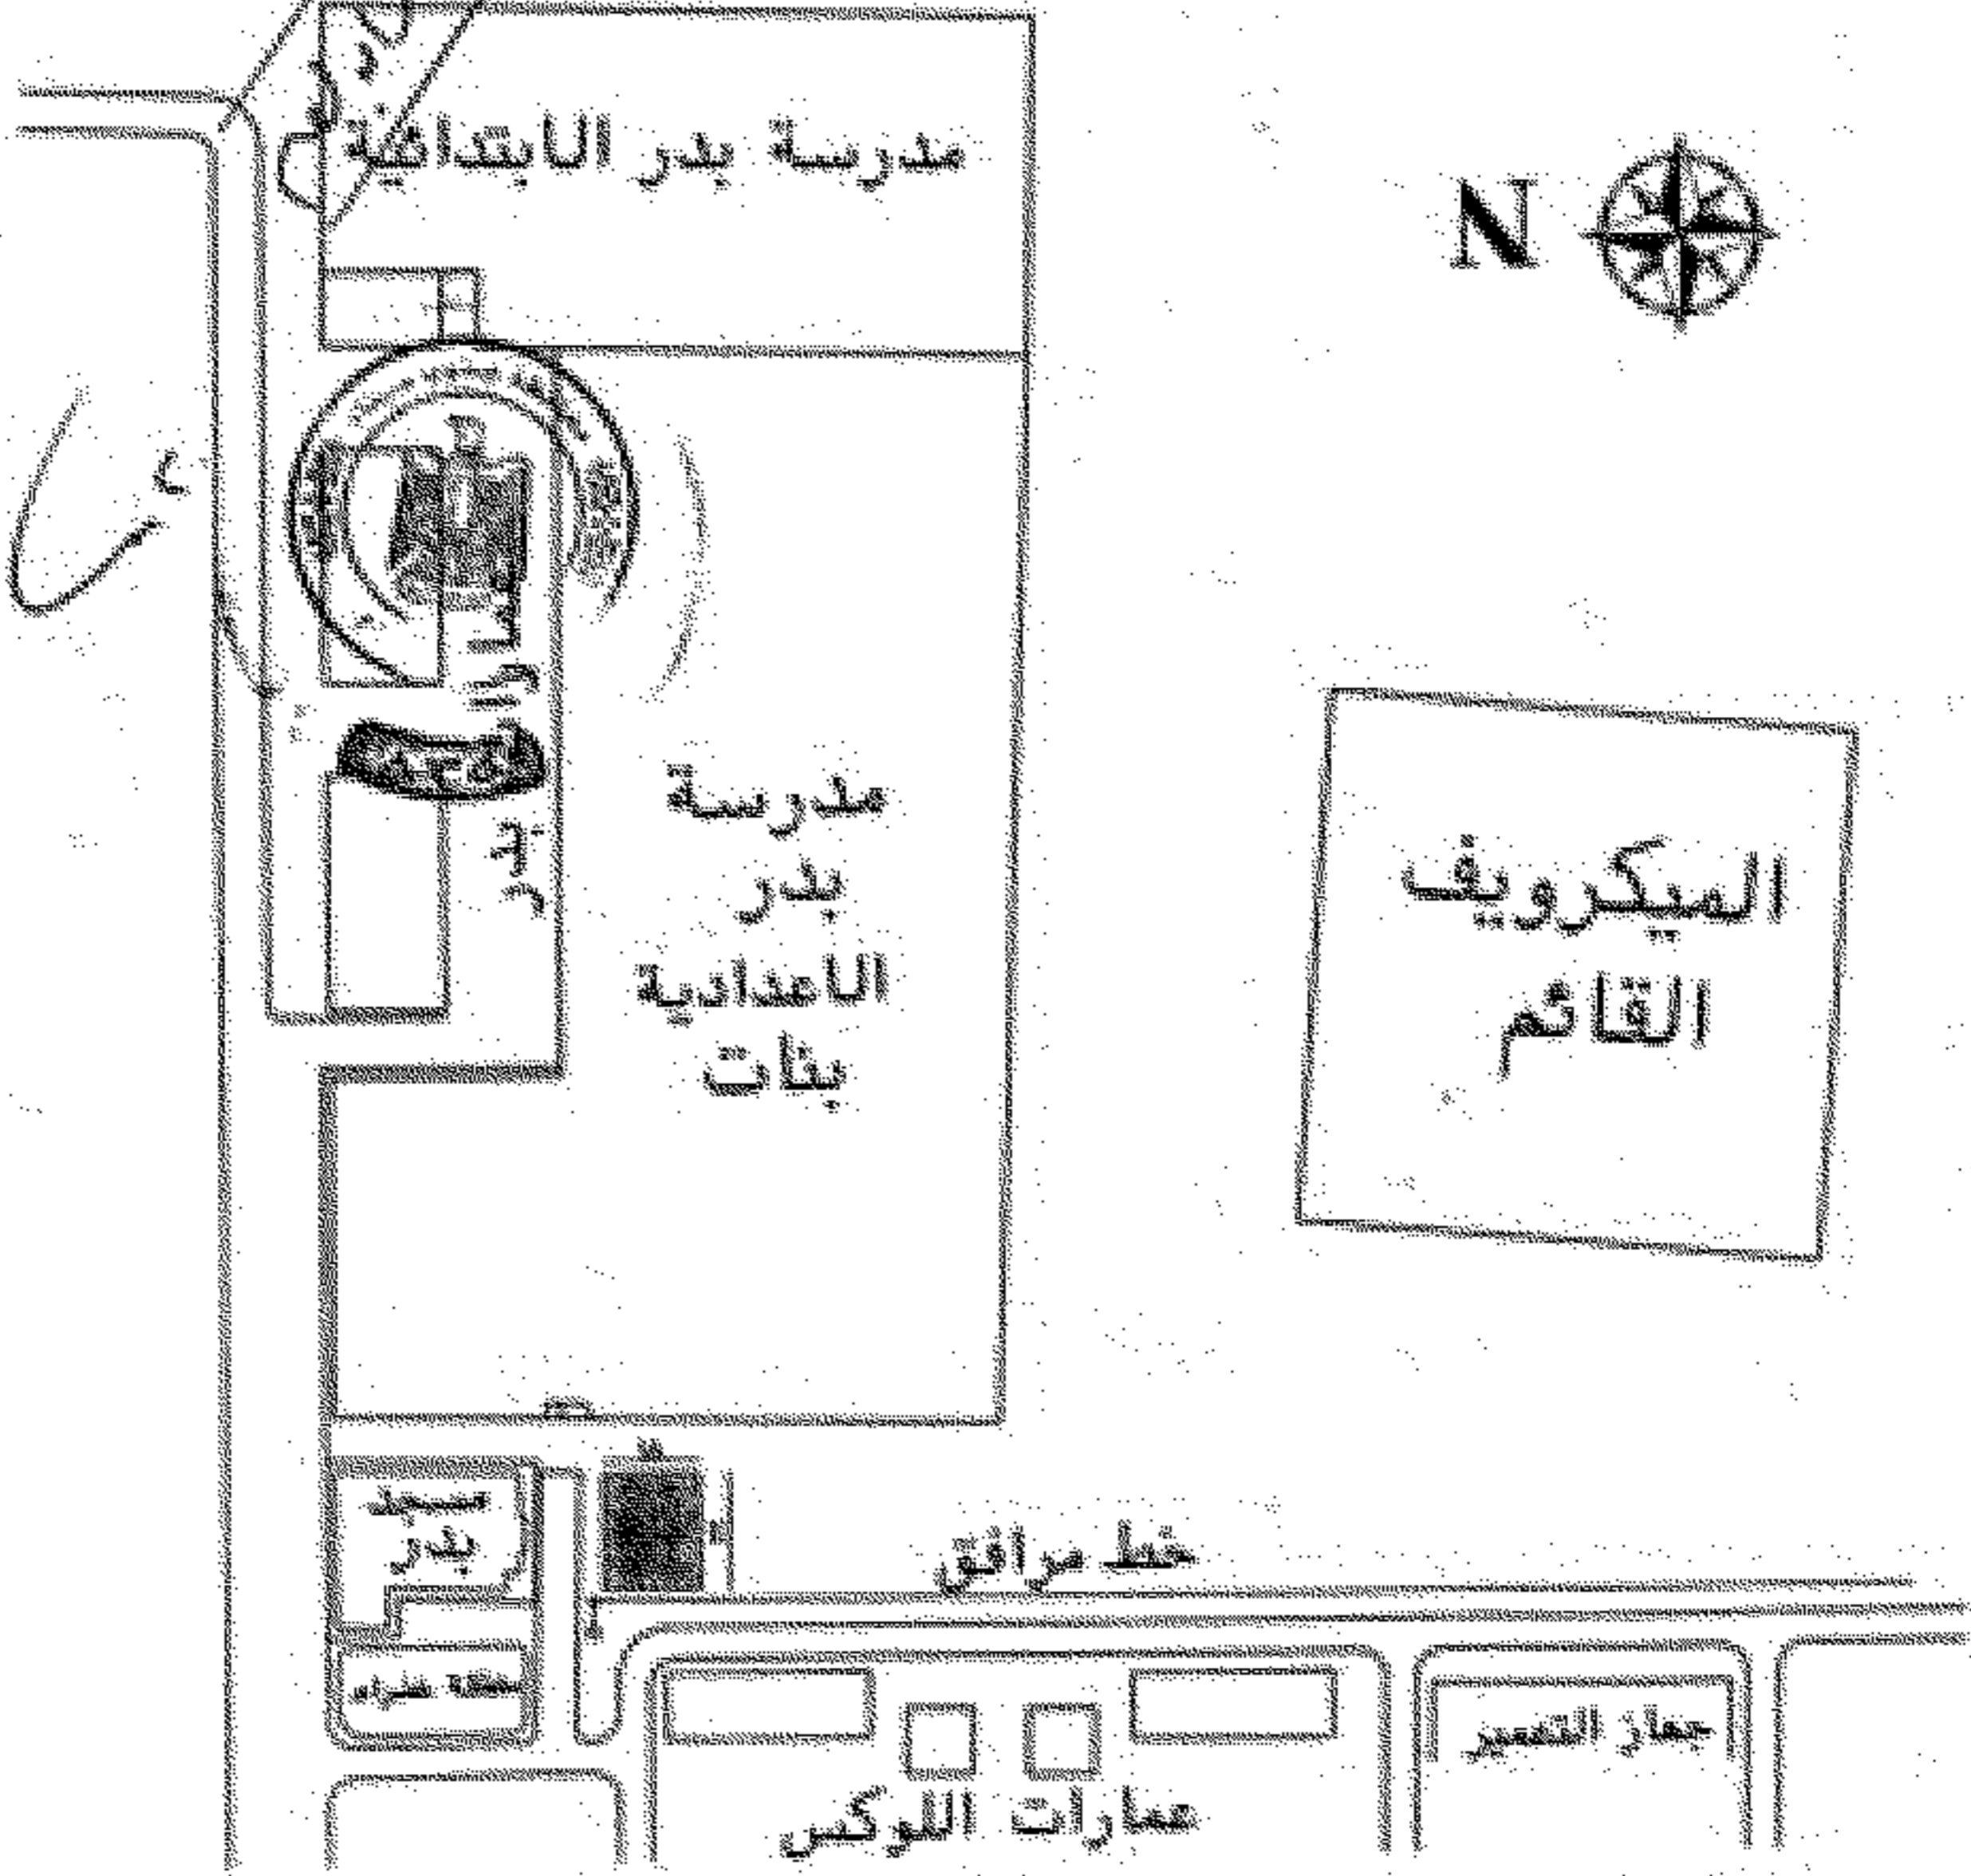 مدرسة بدر الابتدائية
N
مدرسة
بدر
الاعدادية
بنات
الميكرويف
القائم
مسجد
بدر
خط مرافق
جهاز التعمير
عمارات اللوكس